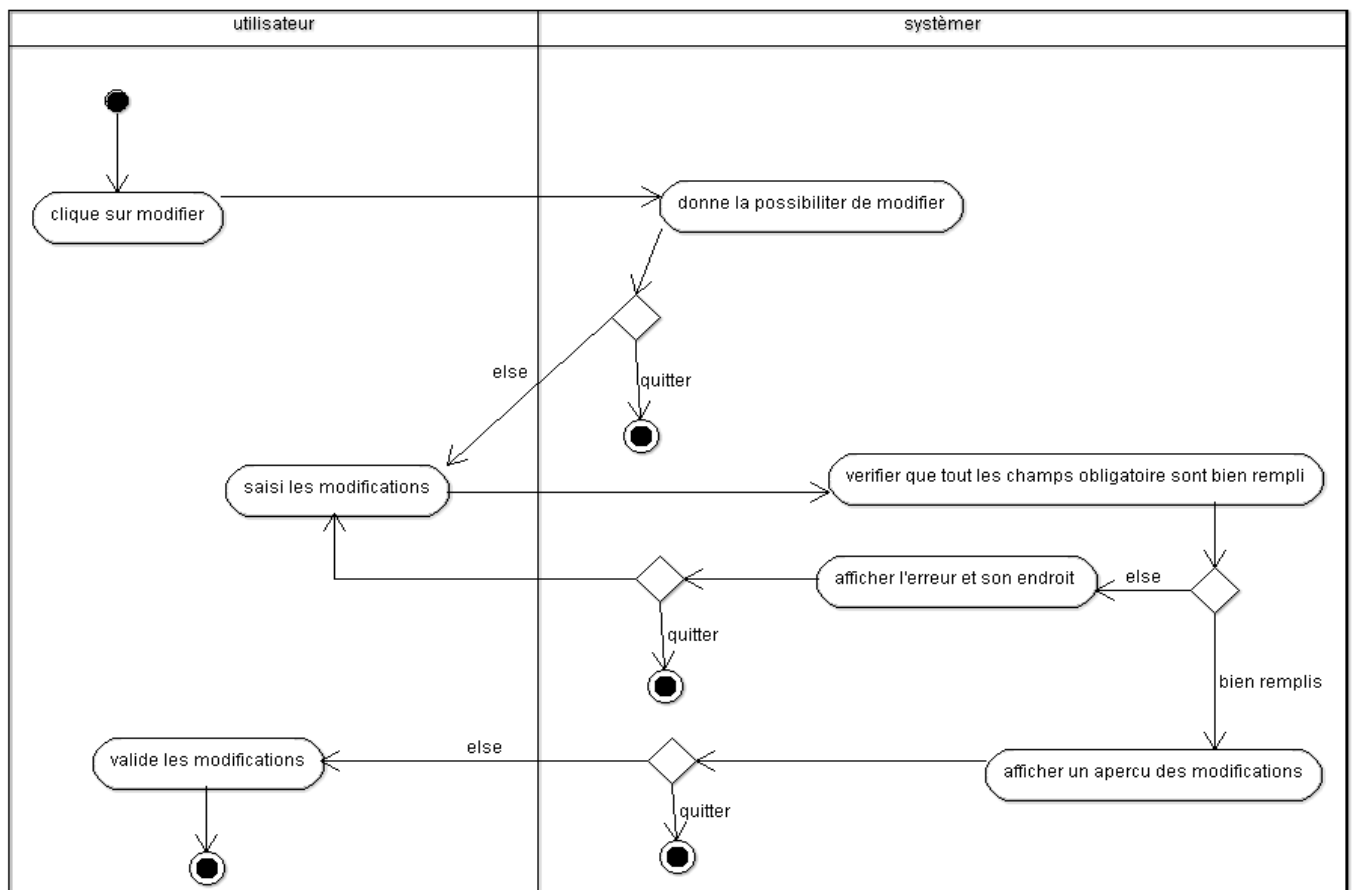 utilisateur
systèmer
clique sur modifier
donne la possibiliter de modifier
else
quitter
saisi les modifications
verifier que tout les champs obligatoire sont bien rempli
afficher l'erreur et son endroit
else
quitter
bien remplis
valide les modifications
else
afficher un apercu des modifications
quitter